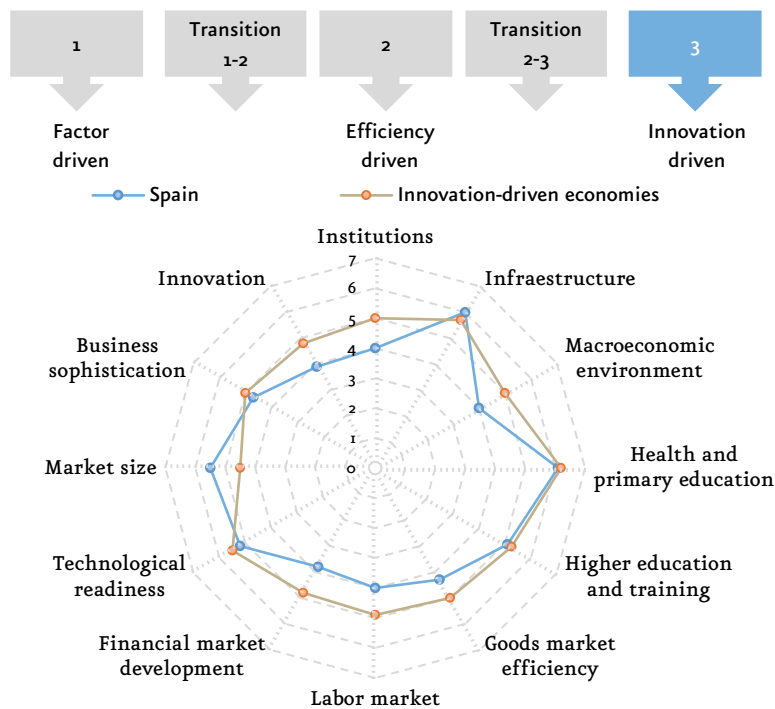 1
Transition
1-2
2
Transition
2-3
3
Factor
driven
Efficiency
driven
Innovation
driven
Spain
Innovation-driven economies
Institutions
Infraestructure
Macroeconomic
environment
Health and
primary education
Higher education
and training
Goods market
efficiency
Labor market
Financial market
development
Technological
readiness
Market size
Business
sophistication
Innovation
7
6
5
4
3
2
1
0